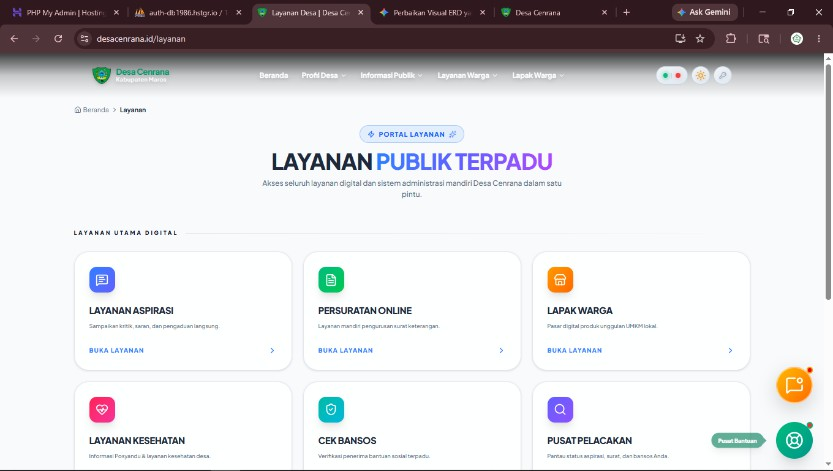 PHP My Admin | Hosting
auth-db1986.hstgr.io / 1
Layanan Desa | Desa Cen
Perbaikan Visual ERD ya
Desa Cenrana
Ask Gemini
desacenrana.id/layanan
Desa Cenrana
Kabupaten Maros
Beranda
Profil Desa
Informasi Publik
Layanan Warga
Lapak Warga
Beranda > Layanan
PORTAL LAYANAN
LAYANAN PUBLIK TERPADU
Akses seluruh layanan digital dan sistem administrasi mandiri Desa Cenrana dalam satu
pintu.
LAYANAN UTAMA DIGITAL
LAYANAN ASPIRASI
Sampaikan kritik, saran, dan pengaduan langsung.
BUKA LAYANAN
PERSURATAN ONLINE
Layanan mandiri pengurusan surat keterangan.
BUKA LAYANAN
LAPAK WARGA
Pasar digital produk unggulan UMKM lokal.
BUKA LAYANAN
LAYANAN KESEHATAN
Informasi Posyandu & layanan kesehatan desa.
CEK BANSOS
Verifikasi penerima bantuan sosial terpadu.
PUSAT PELACAKAN
Pantau status aspirasi, surat, dan bansos Anda.
Pusat Bantuan